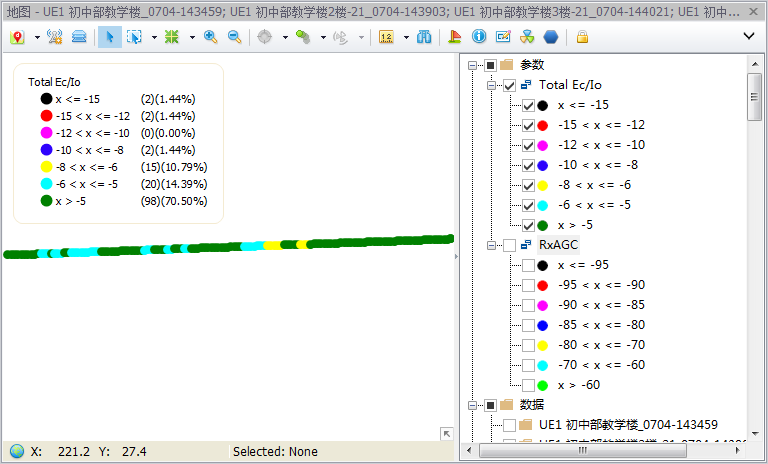 地图 - UE1 初中部教学楼_0704-143459; UE1 初中部教学楼2楼-21_0704-143903; UE1 初中部教学楼3楼-21_0704-144021; UE1 初中...
Total Ec/Io
x <= -15 (2)(1.44%)
-15 < x <= -12 (2)(1.44%)
-12 < x <= -10 (0)(0.00%)
-10 < x <= -8 (2)(1.44%)
-8 < x <= -6 (15)(10.79%)
-6 < x <= -5 (20)(14.39%)
x > -5 (98)(70.50%)
参数
Total Ec/Io
x <= -15
-15 < x <= -12
-12 < x <= -10
-10 < x <= -8
-8 < x <= -6
-6 < x <= -5
x > -5
RxAGC
x <= -95
-95 < x <= -90
-90 < x <= -85
-85 < x <= -80
-80 < x <= -70
-70 < x <= -60
x > -60
数据
UE1 初中部教学楼_0704-143459
X: 221.2 Y: 27.4 Selected: None